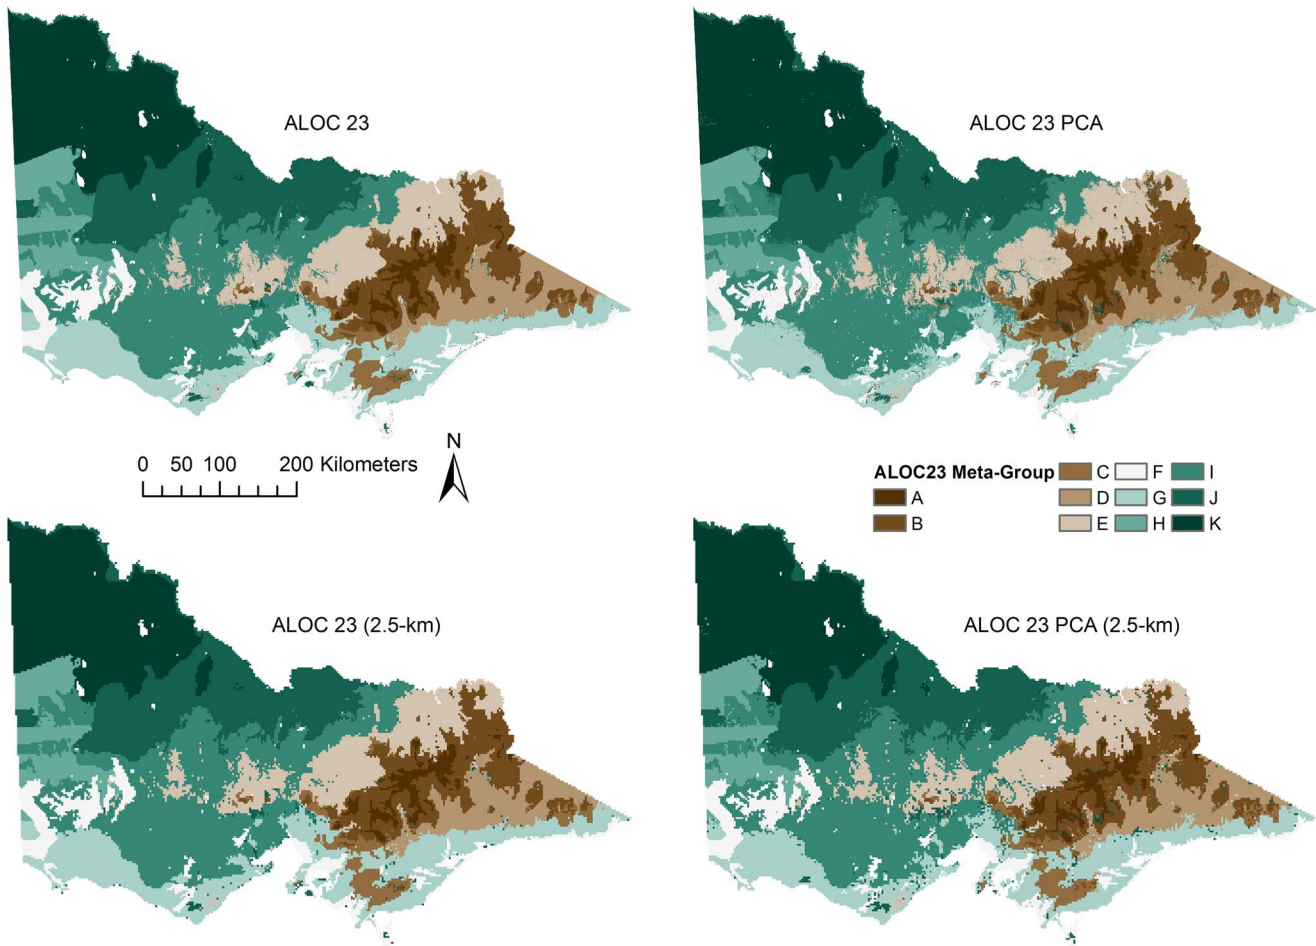 ALOC 23
ALOC 23 PCA
N
0 50 100 200 Kilometers
ALOC23 Meta-Group
A
B
C
D
E
F
G
H
I
J
K
ALOC 23 (2.5-km)
ALOC 23 PCA (2.5-km)